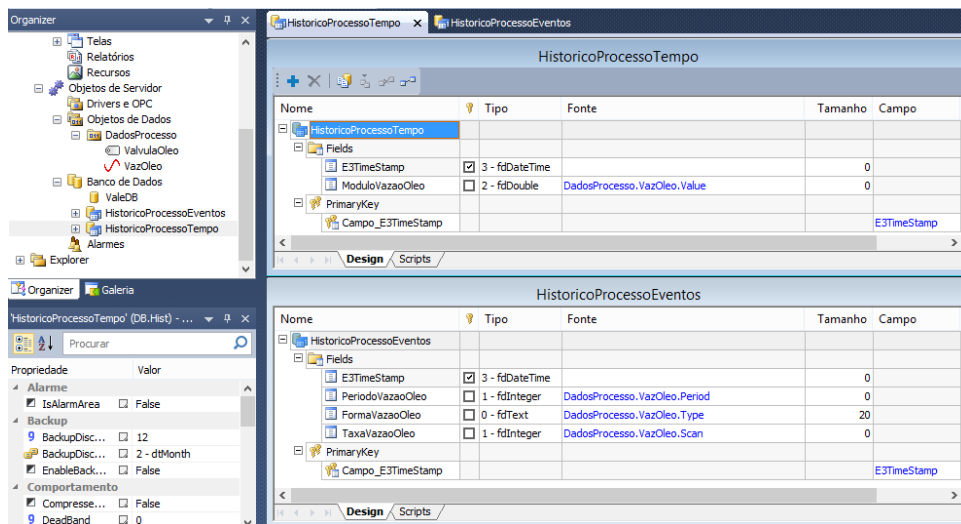 Organizer
Telas
Relatórios
Recursos
Objetos de Servidor
Drivers e OPC
Objetos de Dados
DadosProcesso
ValvulaOleo
VazOleo
Banco de Dados
ValeDB
HistoricoProcessoEventos
HistoricoProcessoTempo
Alarmes
Explorer
Organizer Galeria
'HistoricoProcessoTempo' (DB.Hist) - ...
Procurar
Propriedade Valor
Alarme
IsAlarmArea False
Backup
BackupDisc... 12
BackupDisc... 2 - dtMonth
EnableBack... False
Comportamento
Compresse... False
DeadBand 0
HistoricoProcessoTempo X HistoricoProcessoEventos
HistoricoProcessoTempo
Nome Tipo Fonte Tamanho Campo
HistoricoProcessoTempo
Fields
E3TimeStamp 3 - fdDateTime 0
ModuloVazaoOleo 2 - fdDouble DadosProcesso.VazOleo.Value 0
PrimaryKey
Campo_E3TimeStamp E3TimeStamp
Design Scripts
HistoricoProcessoEventos
Nome Tipo Fonte Tamanho Campo
HistoricoProcessoEventos
Fields
E3TimeStamp 3 - fdDateTime 0
PeriodoVazaoOleo 1 - fdInteger DadosProcesso.VazOleo.Period 0
FormaVazaoOleo 0 - fdText DadosProcesso.VazOleo.Type 20
TaxaVazaoOleo 1 - fdInteger DadosProcesso.VazOleo.Scan 0
PrimaryKey
Campo_E3TimeStamp E3TimeStamp
Design Scripts